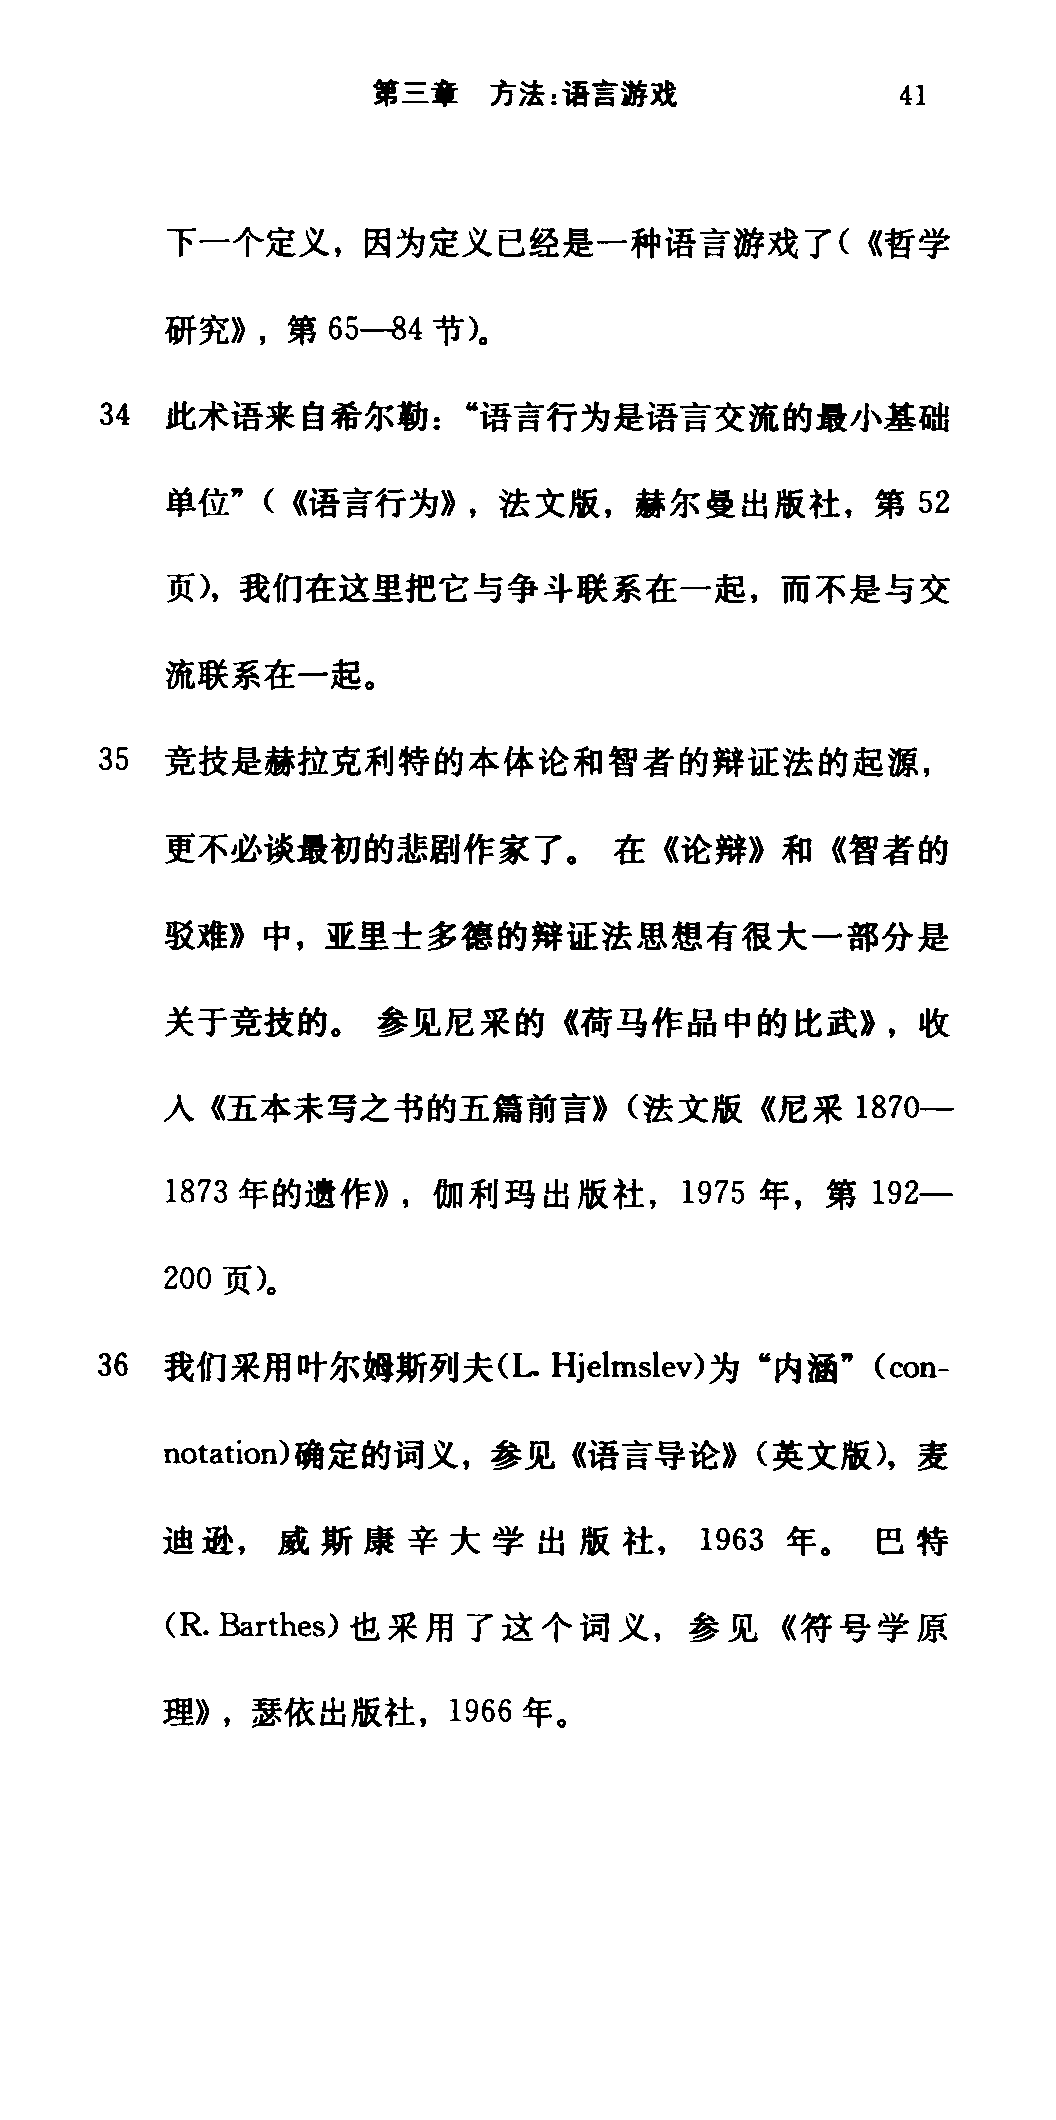 第三章 方法:语言游戏 41
下一个定义，因为定义已经是一种语言游戏了(《哲学
研究》，第 65—84 节)。
34 此术语来自希尔勒：“语言行为是语言交流的最小基础
单位”(《语言行为》，法文版，赫尔曼出版社，第 52
页)，我们在这里把它与争斗联系在一起，而不是与交
流联系在一起。
35 竞技是赫拉克利特的本体论和智者的辩证法的起源，
更不必谈最初的悲剧作家了。 在《论辩》和《智者的
驳难》中，亚里士多德的辩证法思想有很大一部分是
关于竞技的。 参见尼采的《荷马作品中的比武》，收
入《五本未写之书的五篇前言》(法文版《尼采 1870—
1873 年的遗作》，伽利玛出版社，1975 年，第 192—
200 页)。
36 我们采用叶尔姆斯列夫(L. Hjelmslev)为“内涵”(con-
notation)确定的词义，参见《语言导论》(英文版)，麦
迪逊，威斯康辛大学出版社，1963 年。 巴特
(R. Barthes)也采用了这个词义，参见《符号学原
理》，瑟依出版社，1966 年。